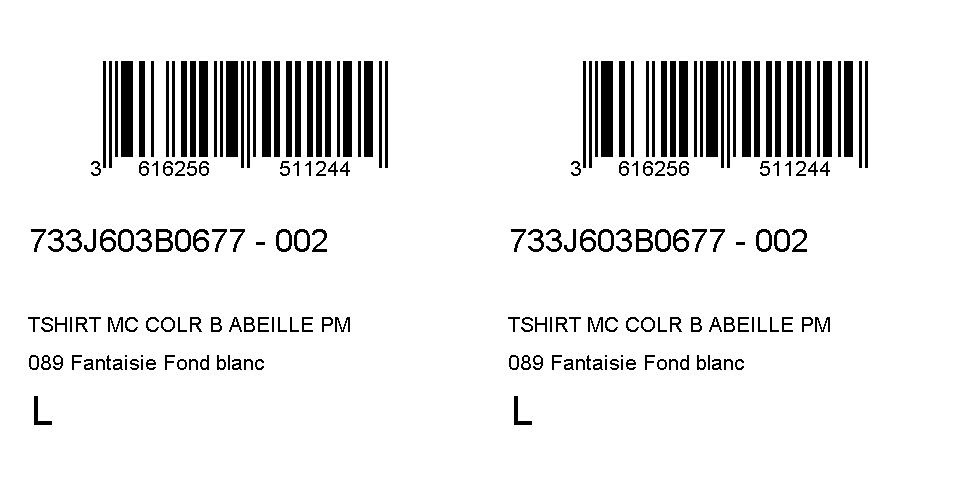 3 616256 511244
733J603B0677 - 002
TSHIRT MC COLR B ABEILLE PM
089 Fantaisie Fond blanc
L
3 616256 511244
733J603B0677 - 002
TSHIRT MC COLR B ABEILLE PM
089 Fantaisie Fond blanc
L